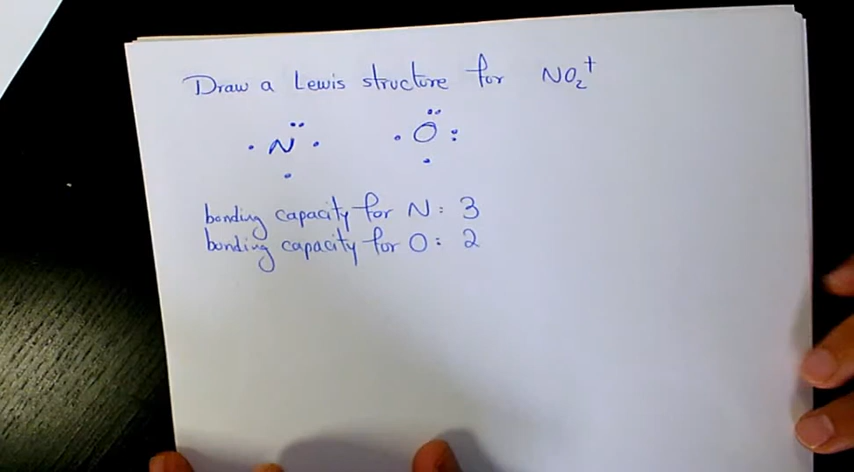 Draw a Lewis structure for NO₂⁺
N O
bonding capacity for N: 3
bonding capacity for O: 2